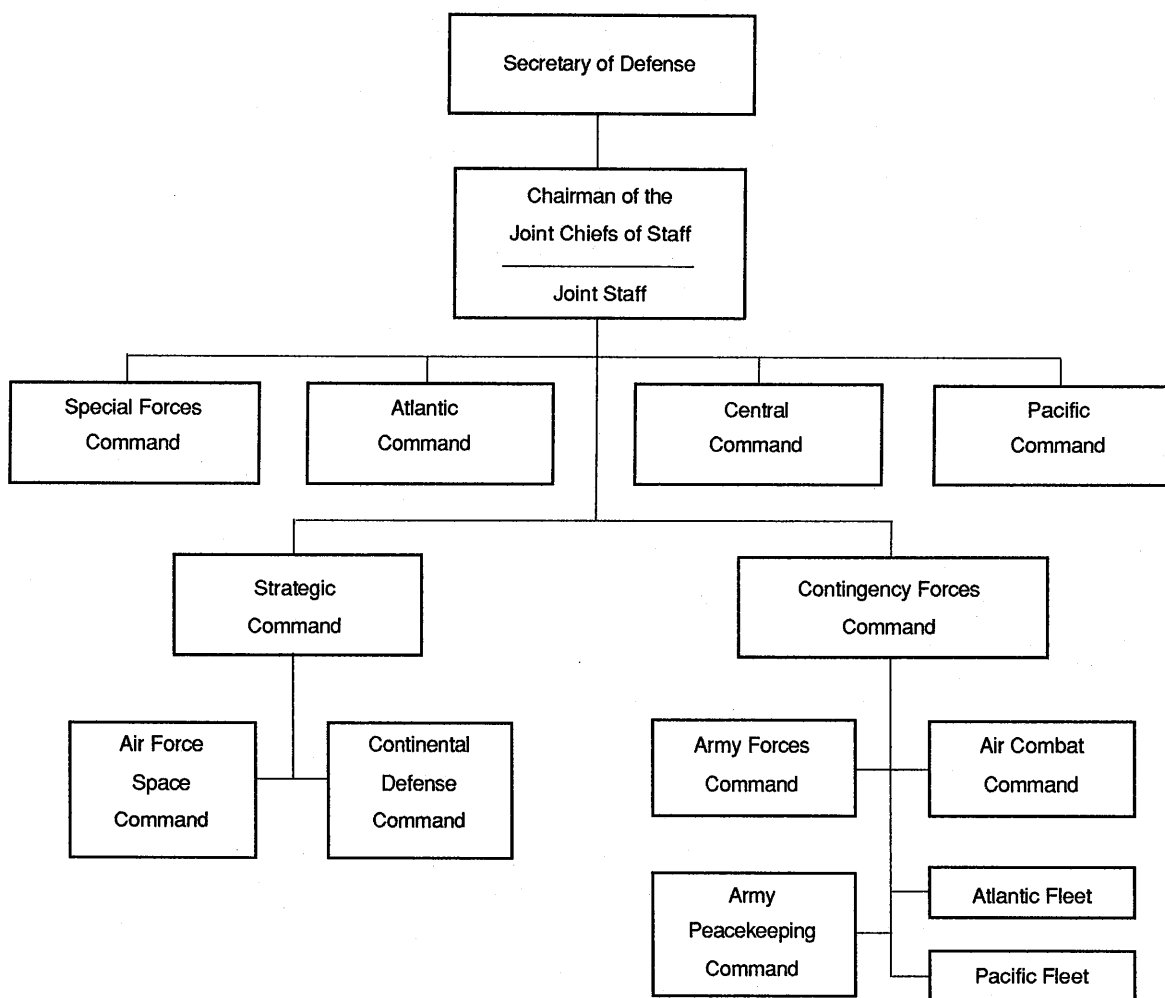 Secretary of Defense
Chairman of the
Joint Chiefs of Staff
Joint Staff
Special Forces
Command
Atlantic
Command
Central
Command
Pacific
Command
Strategic
Command
Contingency Forces
Command
Air Force
Space
Command
Continental
Defense
Command
Army Forces
Command
Air Combat
Command
Army
Peacekeeping
Command
Atlantic Fleet
Pacific Fleet